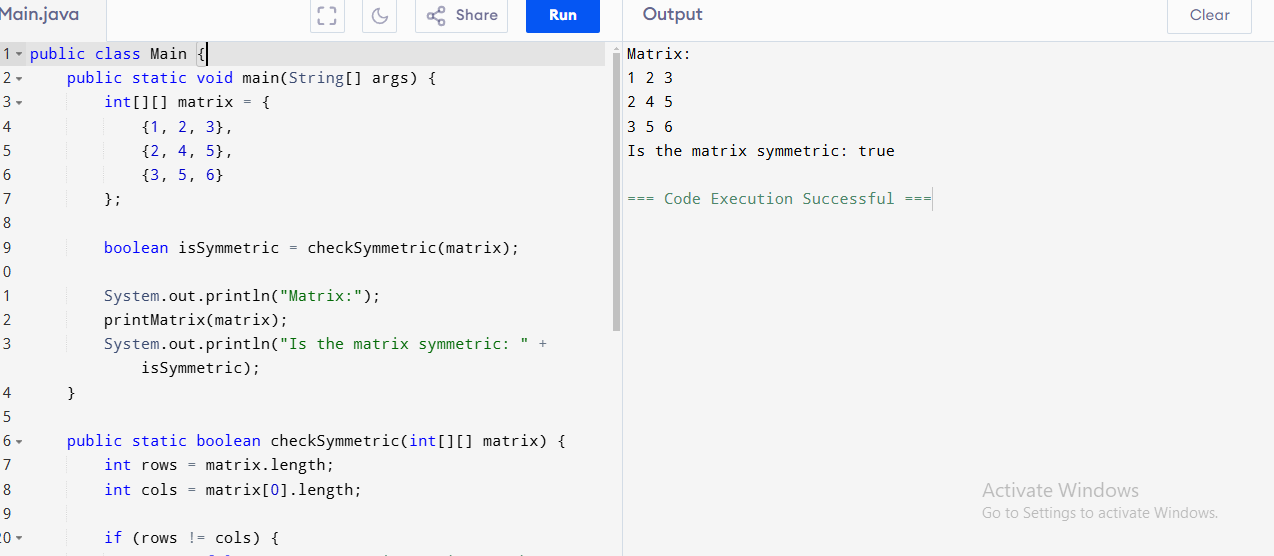 Main.java
Share
Run
Output
Clear
1 public class Main {
2 public static void main(String[] args) {
3 int[][] matrix = {
4 {1, 2, 3},
5 {2, 4, 5},
6 {3, 5, 6}
7 };
8
9 boolean isSymmetric = checkSymmetric(matrix);
0
1 System.out.println("Matrix:");
2 printMatrix(matrix);
3 System.out.println("Is the matrix symmetric: " +
isSymmetric);
4 }
5
6 public static boolean checkSymmetric(int[][] matrix) {
7 int rows = matrix.length;
8 int cols = matrix[0].length;
9
20 if (rows != cols) {
Matrix:
1 2 3
2 4 5
3 5 6
Is the matrix symmetric: true
=== Code Execution Successful ===
Activate Windows
Go to Settings to activate Windows.